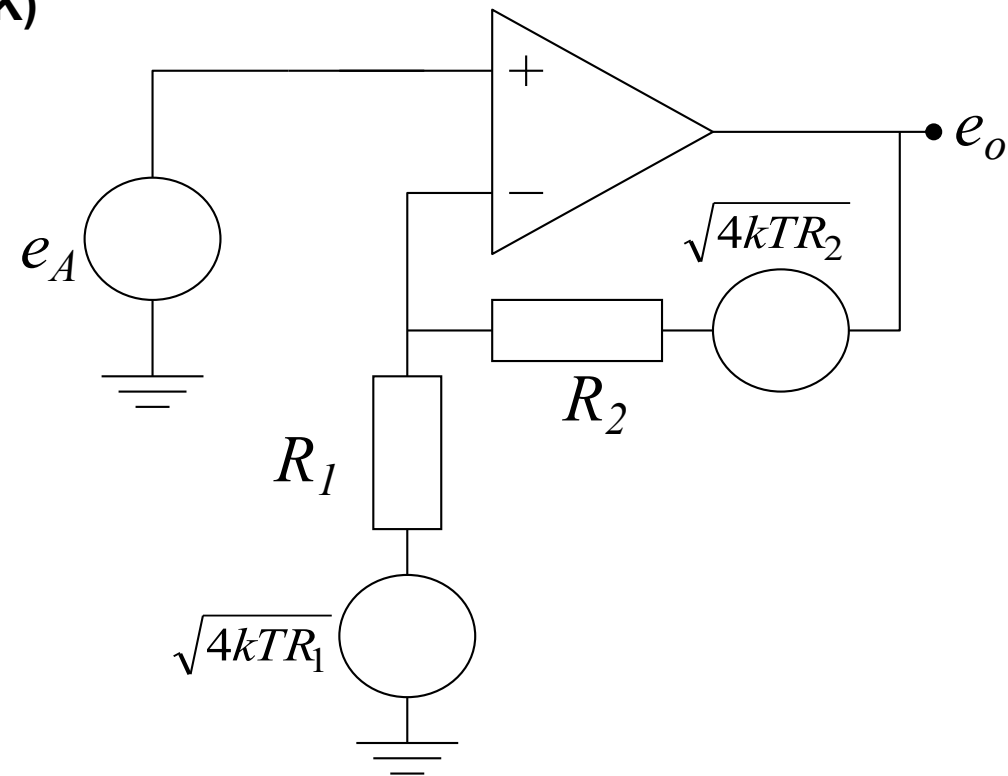 K)
+
e_o
−
√4kTR₂
e_A
R₂
R₁
√4kTR₁